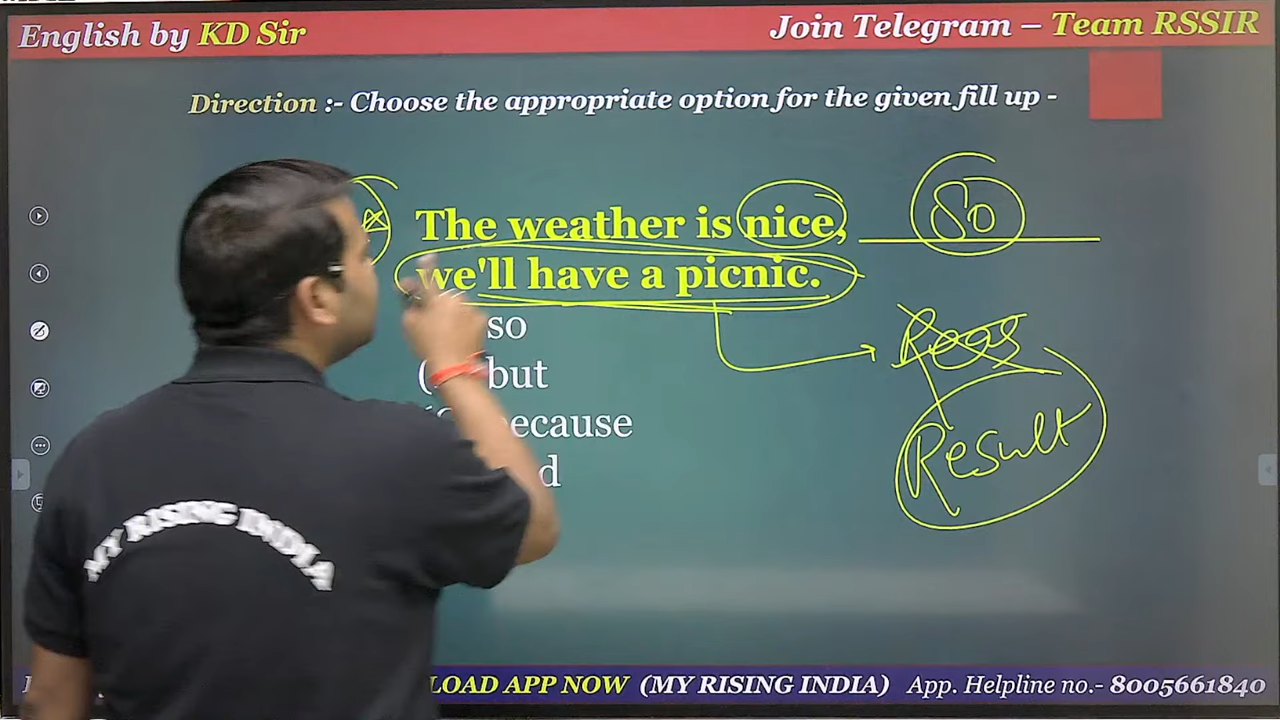 English by KD Sir
Join Telegram – Team RSSIR
Direction :- Choose the appropriate option for the given fill up -
The weather is nice, so
we'll have a picnic.
so
but
because
Result
MY RISING INDIA
LOAD APP NOW (MY RISING INDIA) App. Helpline no.- 8005661840